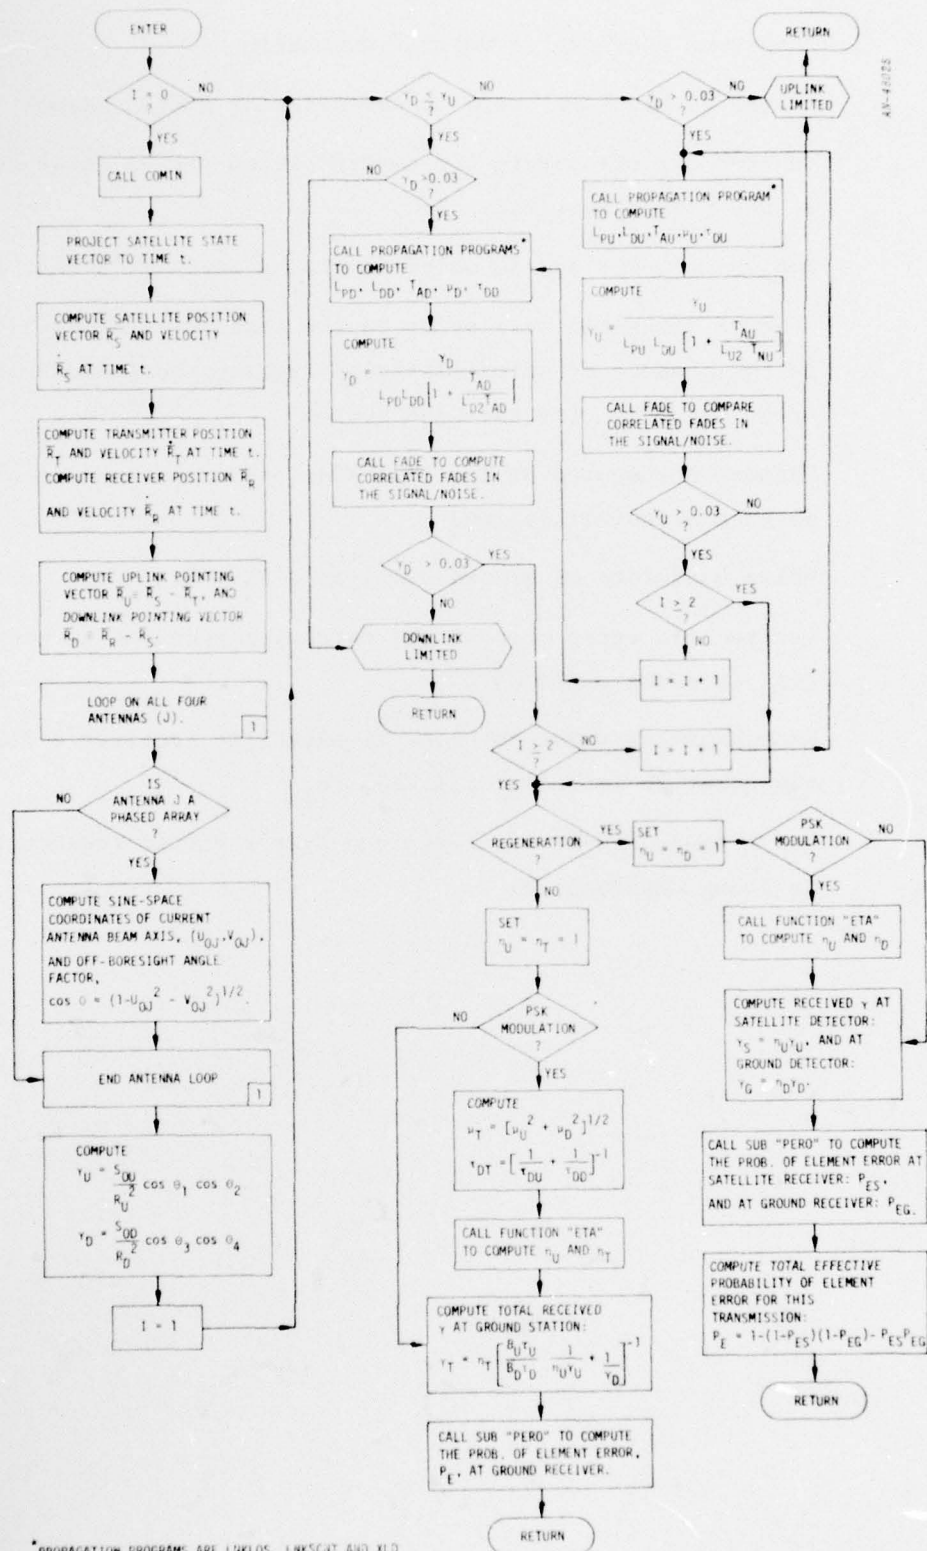 ENTER
I = 0
?
NO
YES
CALL COMIN
PROJECT SATELLITE STATE
VECTOR TO TIME t.
COMPUTE SATELLITE POSITION
VECTOR R̅S AND VELOCITY
Ṙ̅S AT TIME t.
COMPUTE TRANSMITTER POSITION
R̅T AND VELOCITY Ṙ̅T AT TIME t.
COMPUTE RECEIVER POSITION R̅R
AND VELOCITY Ṙ̅R AT TIME t.
COMPUTE UPLINK POINTING
VECTOR R̅U = R̅S - R̅T, AND
DOWNLINK POINTING VECTOR
R̅D = R̅R - R̅S.
LOOP ON ALL FOUR
ANTENNAS (J).
1
IS
ANTENNA J A
PHASED ARRAY
?
NO
YES
COMPUTE SINE-SPACE
COORDINATES OF CURRENT
ANTENNA BEAM AXIS, (U0J,V0J),
AND OFF-BORESIGHT ANGLE
FACTOR,
cos θ = (1-U0J² - V0J²)1/2.
END ANTENNA LOOP
1
COMPUTE
γU = S0U/RU² cos θ1 cos θ2
γD = S0D/RD² cos θ3 cos θ4
I = 1
γD ≤ γU
?
NO
YES
γD >0.03
?
NO
YES
CALL PROPAGATION PROGRAMS*
TO COMPUTE
LPD, LDD, TAD, μD, τDD
COMPUTE
γD = γD / LPD LDD [1 + TAD / LD2 TAD]
CALL FADE TO COMPUTE
CORRELATED FADES IN
THE SIGNAL/NOISE.
γD > 0.03
?
YES
NO
DOWNLINK
LIMITED
RETURN
I ≥ 2
?
NO
YES
I = I + 1
RETURN
UPLINK
LIMITED
γD > 0.03
?
NO
YES
CALL PROPAGATION PROGRAM*
TO COMPUTE
LPU,LDU,TAU,μU,τDU
COMPUTE
γU = γU / LPU LDU [1 + TAU / LU2 TNU]
CALL FADE TO COMPARE
CORRELATED FADES IN
THE SIGNAL/NOISE.
γU > 0.03
?
NO
YES
I ≥ 2
?
YES
NO
I = I + 1
REGENERATION
?
YES
NO
SET
ηU = ηD = 1
PSK
MODULATION
?
NO
YES
CALL FUNCTION "ETA"
TO COMPUTE ηU AND ηD
COMPUTE RECEIVED γ AT
SATELLITE DETECTOR:
γS = ηUγU, AND AT
GROUND DETECTOR:
γG = ηDγD.
CALL SUB "PERO" TO COMPUTE
THE PROB. OF ELEMENT ERROR AT
SATELLITE RECEIVER: PES,
AND AT GROUND RECEIVER: PEG.
COMPUTE TOTAL EFFECTIVE
PROBABILITY OF ELEMENT
ERROR FOR THIS
TRANSMISSION:
PE = 1-(1-PES)(1-PEG)-PESPEG
RETURN
SET
ηU = ηT = 1
PSK
MODULATION
?
NO
YES
COMPUTE
μT = [μU² + μD²]1/2
τDT = [1/τDU + 1/τDD]-1
CALL FUNCTION "ETA"
TO COMPUTE ηU AND ηT
COMPUTE TOTAL RECEIVED
γ AT GROUND STATION:
γT = ηT [BUτU/BDτD 1/ηUγU + 1/γD]-1
CALL SUB "PERO" TO COMPUTE
THE PROB. OF ELEMENT ERROR,
PE, AT GROUND RECEIVER.
RETURN
*PROPAGATION PROGRAMS ARE LNKLOS, LNKSCAT AND XLD